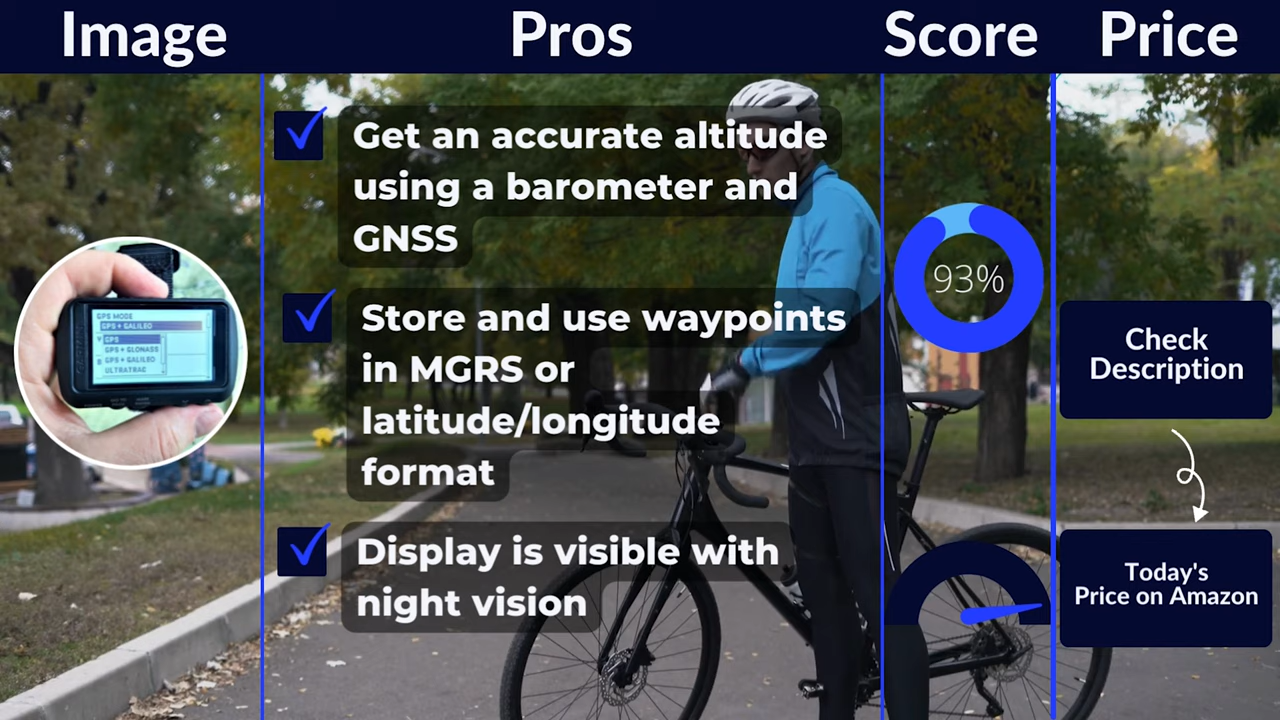 Image
Pros
Score
Price
Get an accurate altitude
using a barometer and
GNSS
Store and use waypoints
in MGRS or
latitude/longitude
format
Display is visible with
night vision
93%
Check
Description
Today's
Price on Amazon
GPS MODE
GPS + GALILEO
GPS
GPS + GLONASS
GPS + GALILEO
ULTRATRAC